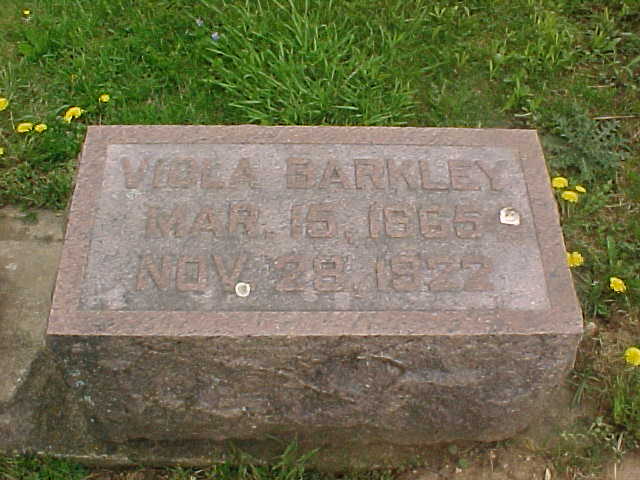 VIOLA BARKLEY
MAR. 15, 1865
NOV. 28, 1922